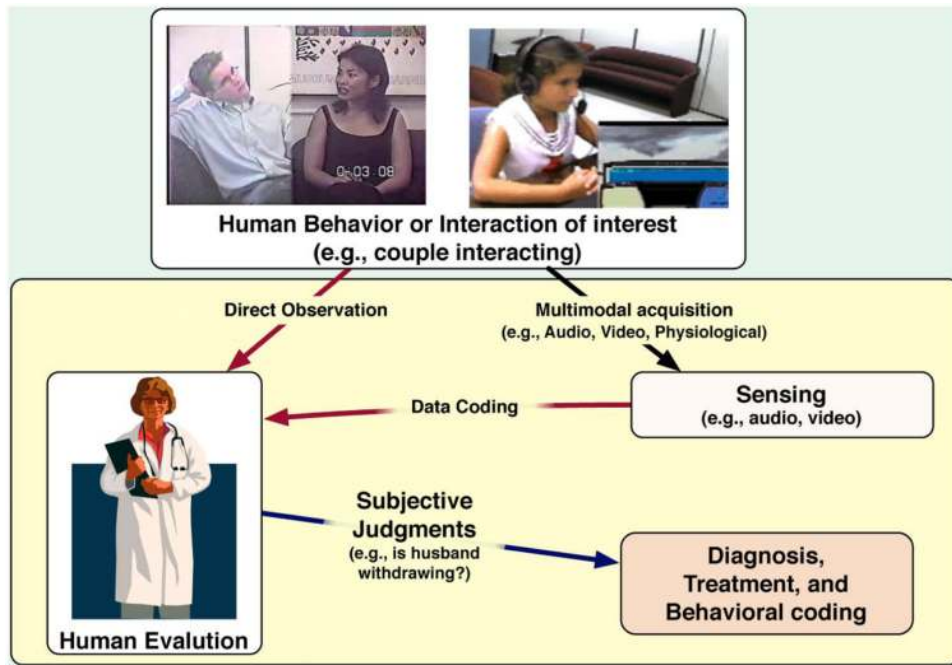 0:03 08
Human Behavior or Interaction of interest
(e.g., couple interacting)
Direct Observation
Multimodal acquisition
(e.g., Audio, Video, Physiological)
Sensing
(e.g., audio, video)
Data Coding
Subjective
Judgments
(e.g., is husband
withdrawing?)
Diagnosis,
Treatment, and
Behavioral coding
Human Evalution